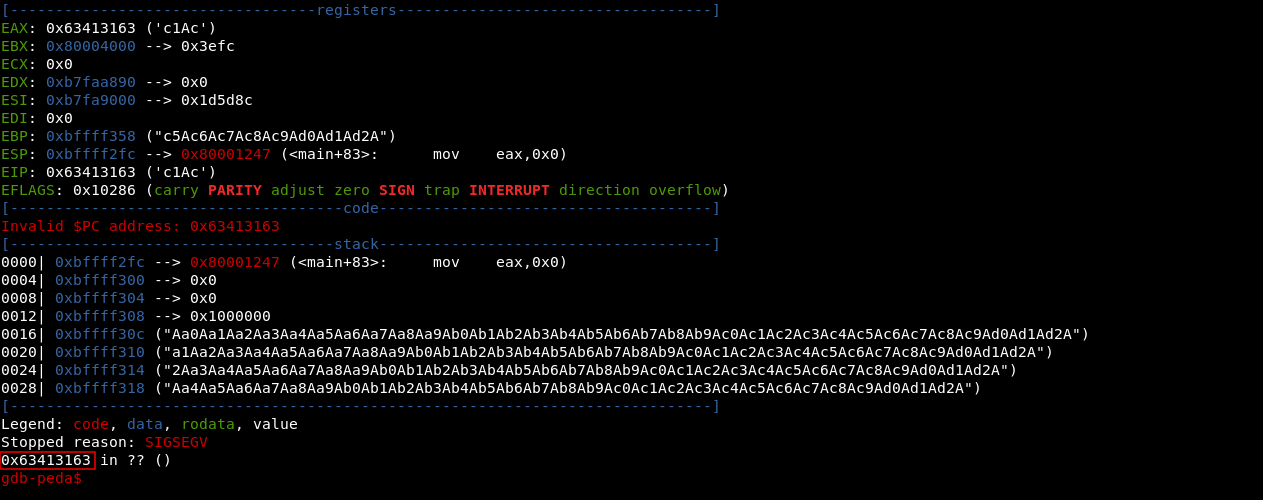 [----------------------------------registers-----------------------------------]
EAX: 0x63413163 ('c1Ac')
EBX: 0x80004000 --> 0x3efc
ECX: 0x0
EDX: 0xb7faa890 --> 0x0
ESI: 0xb7fa9000 --> 0x1d5d8c
EDI: 0x0
EBP: 0xbffff358 ("c5Ac6Ac7Ac8Ac9Ad0Ad1Ad2A")
ESP: 0xbffff2fc --> 0x80001247 (<main+83>:      mov    eax,0x0)
EIP: 0x63413163 ('c1Ac')
EFLAGS: 0x10286 (carry PARITY adjust zero SIGN trap INTERRUPT direction overflow)
[-------------------------------------code-------------------------------------]
Invalid $PC address: 0x63413163
[------------------------------------stack-------------------------------------]
0000| 0xbffff2fc --> 0x80001247 (<main+83>:     mov    eax,0x0)
0004| 0xbffff300 --> 0x0
0008| 0xbffff304 --> 0x0
0012| 0xbffff308 --> 0x1000000
0016| 0xbffff30c ("Aa0Aa1Aa2Aa3Aa4Aa5Aa6Aa7Aa8Aa9Ab0Ab1Ab2Ab3Ab4Ab5Ab6Ab7Ab8Ab9Ac0Ac1Ac2Ac3Ac4Ac5Ac6Ac7Ac8Ac9Ad0Ad1Ad2A")
0020| 0xbffff310 ("a1Aa2Aa3Aa4Aa5Aa6Aa7Aa8Aa9Ab0Ab1Ab2Ab3Ab4Ab5Ab6Ab7Ab8Ab9Ac0Ac1Ac2Ac3Ac4Ac5Ac6Ac7Ac8Ac9Ad0Ad1Ad2A")
0024| 0xbffff314 ("2Aa3Aa4Aa5Aa6Aa7Aa8Aa9Ab0Ab1Ab2Ab3Ab4Ab5Ab6Ab7Ab8Ab9Ac0Ac1Ac2Ac3Ac4Ac5Ac6Ac7Ac8Ac9Ad0Ad1Ad2A")
0028| 0xbffff318 ("Aa4Aa5Aa6Aa7Aa8Aa9Ab0Ab1Ab2Ab3Ab4Ab5Ab6Ab7Ab8Ab9Ac0Ac1Ac2Ac3Ac4Ac5Ac6Ac7Ac8Ac9Ad0Ad1Ad2A")
[------------------------------------------------------------------------------]
Legend: code, data, rodata, value
Stopped reason: SIGSEGV
0x63413163 in ?? ()
gdb-peda$